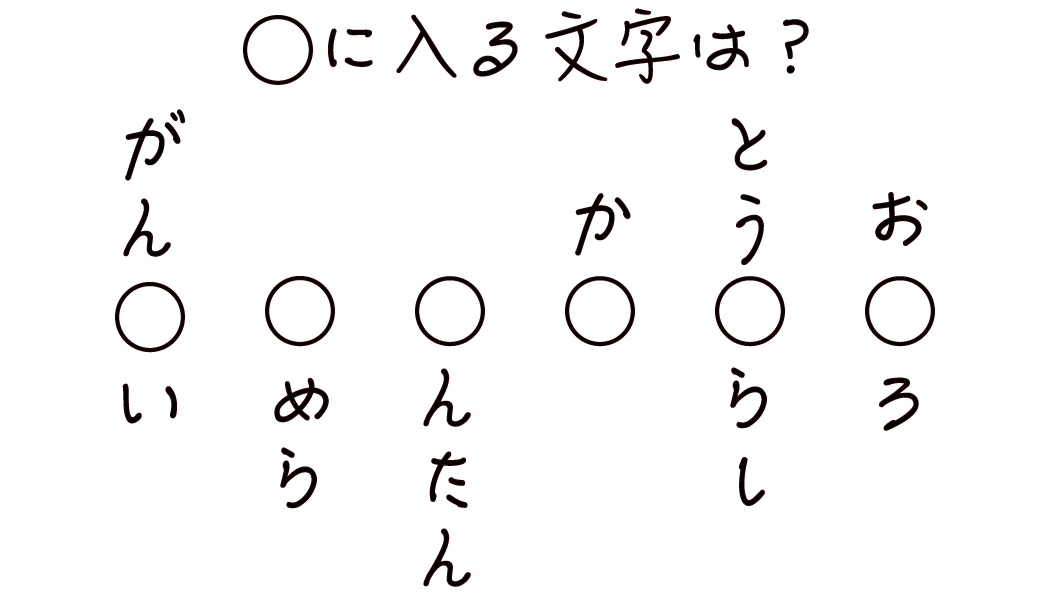 ○に入る文字は？
お○ろ
とう○らし
か○
○んたん
○めら
がん○い